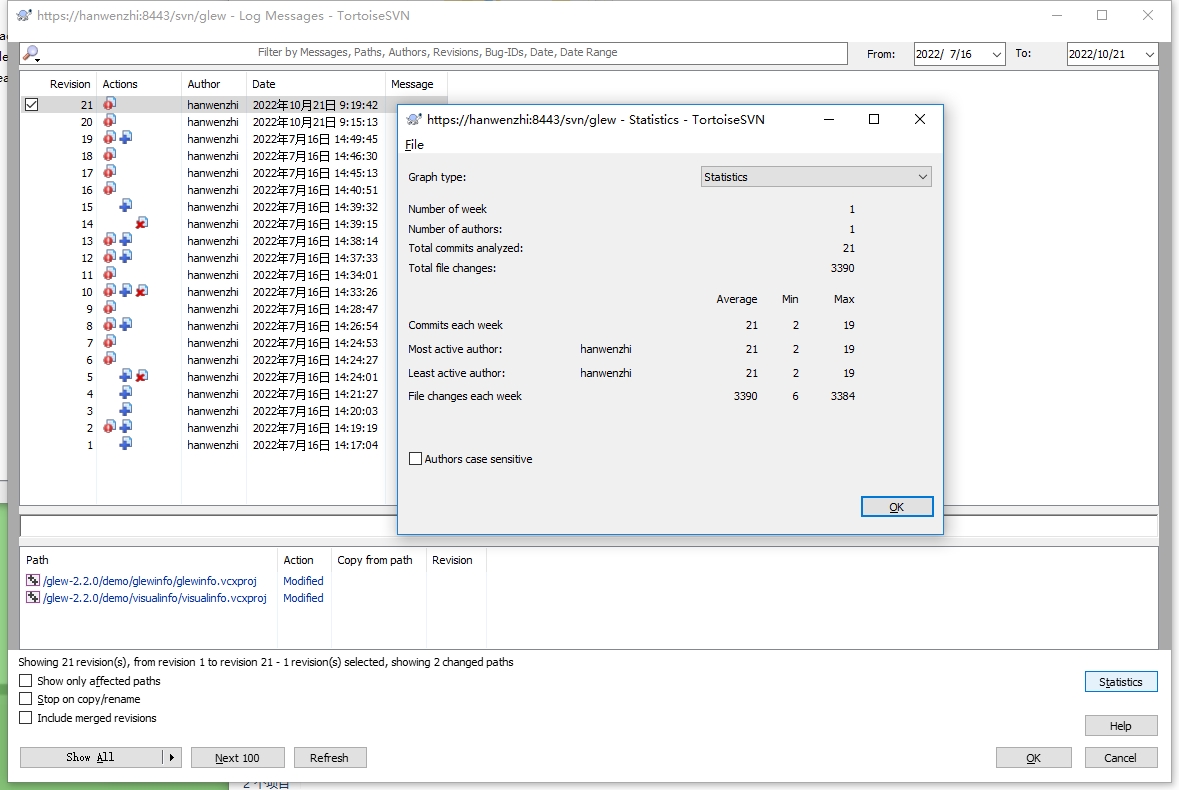 https://hanwenzhi:8443/svn/glew - Log Messages - TortoiseSVN
Filter by Messages, Paths, Authors, Revisions, Bug-IDs, Date, Date Range
From: 2022/ 7/16 To: 2022/10/21
Revision Actions Author Date Message
21 hanwenzhi 2022年10月21日 9:19:42
20 hanwenzhi 2022年10月21日 9:15:13
19 hanwenzhi 2022年7月16日 14:49:45
18 hanwenzhi 2022年7月16日 14:46:30
17 hanwenzhi 2022年7月16日 14:45:13
16 hanwenzhi 2022年7月16日 14:40:51
15 hanwenzhi 2022年7月16日 14:39:32
14 hanwenzhi 2022年7月16日 14:39:15
13 hanwenzhi 2022年7月16日 14:38:14
12 hanwenzhi 2022年7月16日 14:37:33
11 hanwenzhi 2022年7月16日 14:34:01
10 hanwenzhi 2022年7月16日 14:33:26
9 hanwenzhi 2022年7月16日 14:28:47
8 hanwenzhi 2022年7月16日 14:26:54
7 hanwenzhi 2022年7月16日 14:24:53
6 hanwenzhi 2022年7月16日 14:24:27
5 hanwenzhi 2022年7月16日 14:24:01
4 hanwenzhi 2022年7月16日 14:21:27
3 hanwenzhi 2022年7月16日 14:20:03
2 hanwenzhi 2022年7月16日 14:19:19
1 hanwenzhi 2022年7月16日 14:17:04
https://hanwenzhi:8443/svn/glew - Statistics - TortoiseSVN
File
Graph type: Statistics
Number of week 1
Number of authors: 1
Total commits analyzed: 21
Total file changes: 3390
Average Min Max
Commits each week 21 2 19
Most active author: hanwenzhi 21 2 19
Least active author: hanwenzhi 21 2 19
File changes each week 3390 6 3384
Authors case sensitive
OK
Path Action Copy from path Revision
/glew-2.2.0/demo/glewinfo/glewinfo.vcxproj Modified
/glew-2.2.0/demo/visualinfo/visualinfo.vcxproj Modified
Showing 21 revision(s), from revision 1 to revision 21 - 1 revision(s) selected, showing 2 changed paths
Show only affected paths
Statistics
Stop on copy/rename
Include merged revisions
Help
Show All Next 100 Refresh OK Cancel
2 个项目